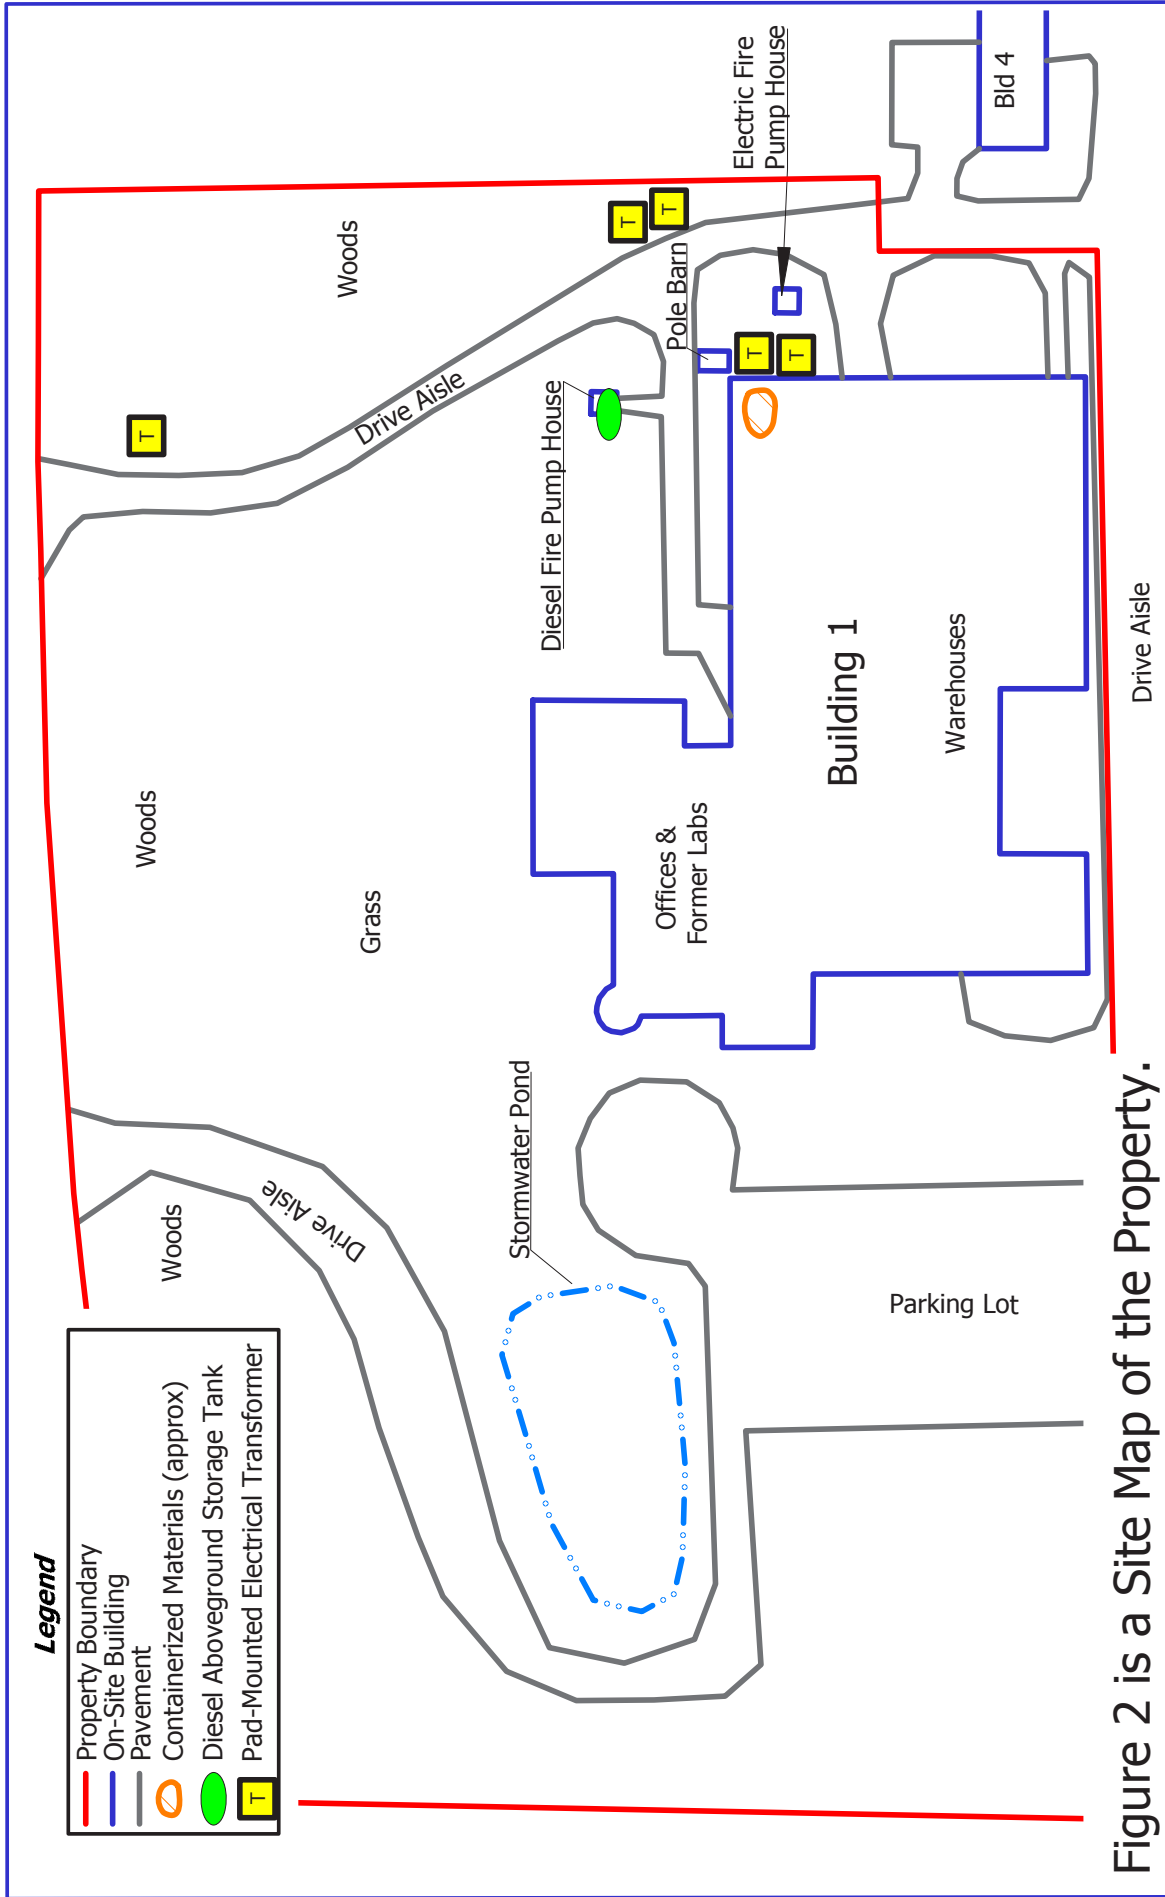 Legend
Property Boundary
On-Site Building
Pavement
Containerized Materials (approx)
Diesel Aboveground Storage Tank
T
Pad-Mounted Electrical Transformer
Woods
Drive Aisle
Woods
Grass
T
Woods
Drive Aisle
T
T
Stormwater Pond
Diesel Fire Pump House
Pole Barn
Electric Fire
Pump House
T
T
Offices &
Former Labs
Building 1
Warehouses
Parking Lot
Bld 4
Drive Aisle
Figure 2 is a Site Map of the Property.